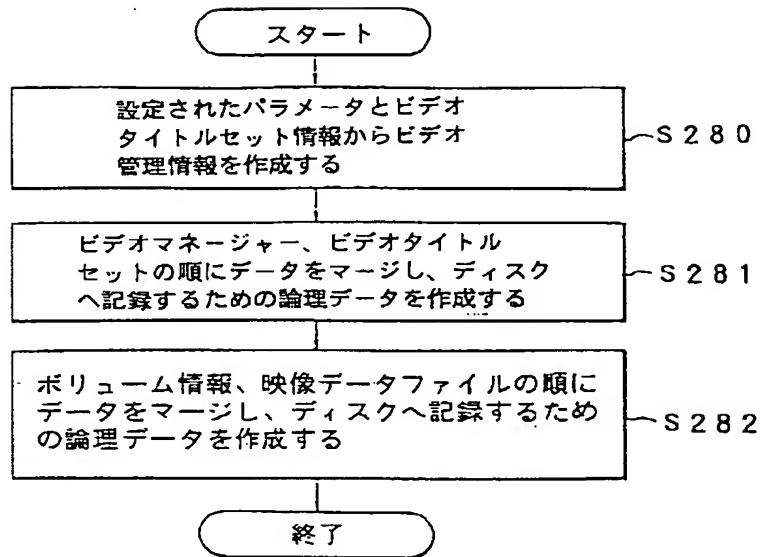 スタート
設定されたパラメータとビデオ
タイトルセット情報からビデオ
管理情報を作成する
S280
ビデオマネージャー、ビデオタイトル
セットの順にデータをマージし、ディスク
へ記録するための論理データを作成する
S281
ボリューム情報、映像データファイルの順に
データをマージし、ディスクへ記録するため
の論理データを作成する
S282
終了